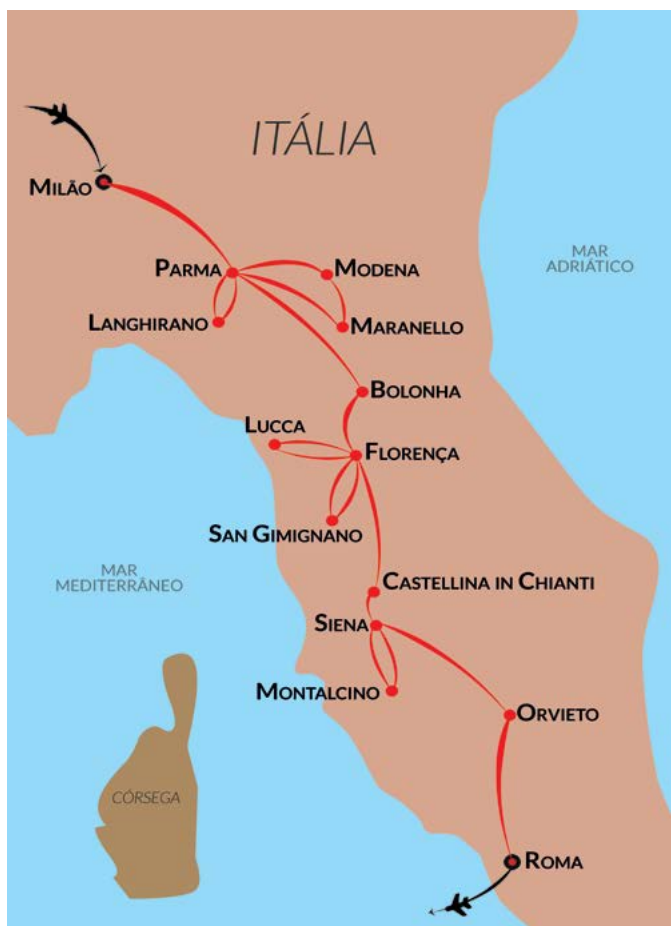 ITÁLIA
MILÃO
MAR
ADRIÁTICO
PARMA
MODENA
LANGHIRANO
MARANELLO
BOLONHA
LUCCA
FLORENÇA
SAN GIMIGNANO
MAR
MEDITERRÂNEO
CASTELLINA IN CHIANTI
SIENA
MONTALCINO
ORVIETO
CÓRSEGA
ROMA